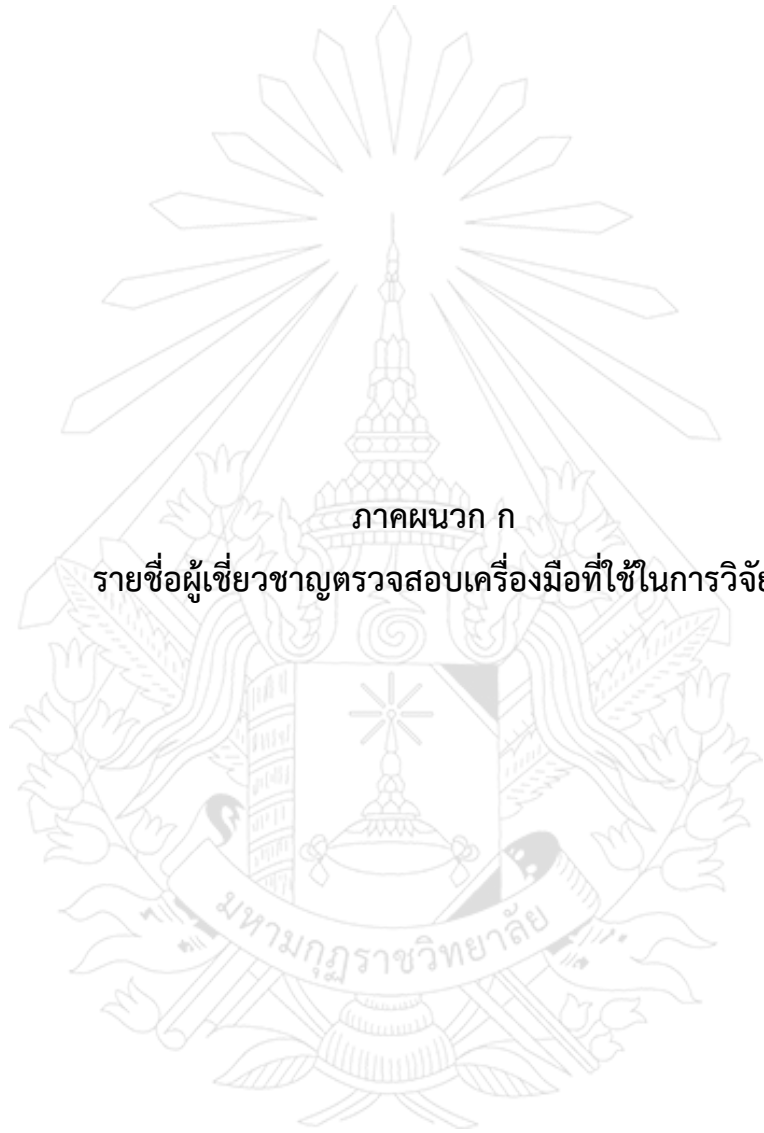 ภาคผนวก ก
รายชื่อผู้เชี่ยวชาญตรวจสอบเครื่องมือที่ใช้ในการวิจัย
มหามกุฏราชวิทยาลัย